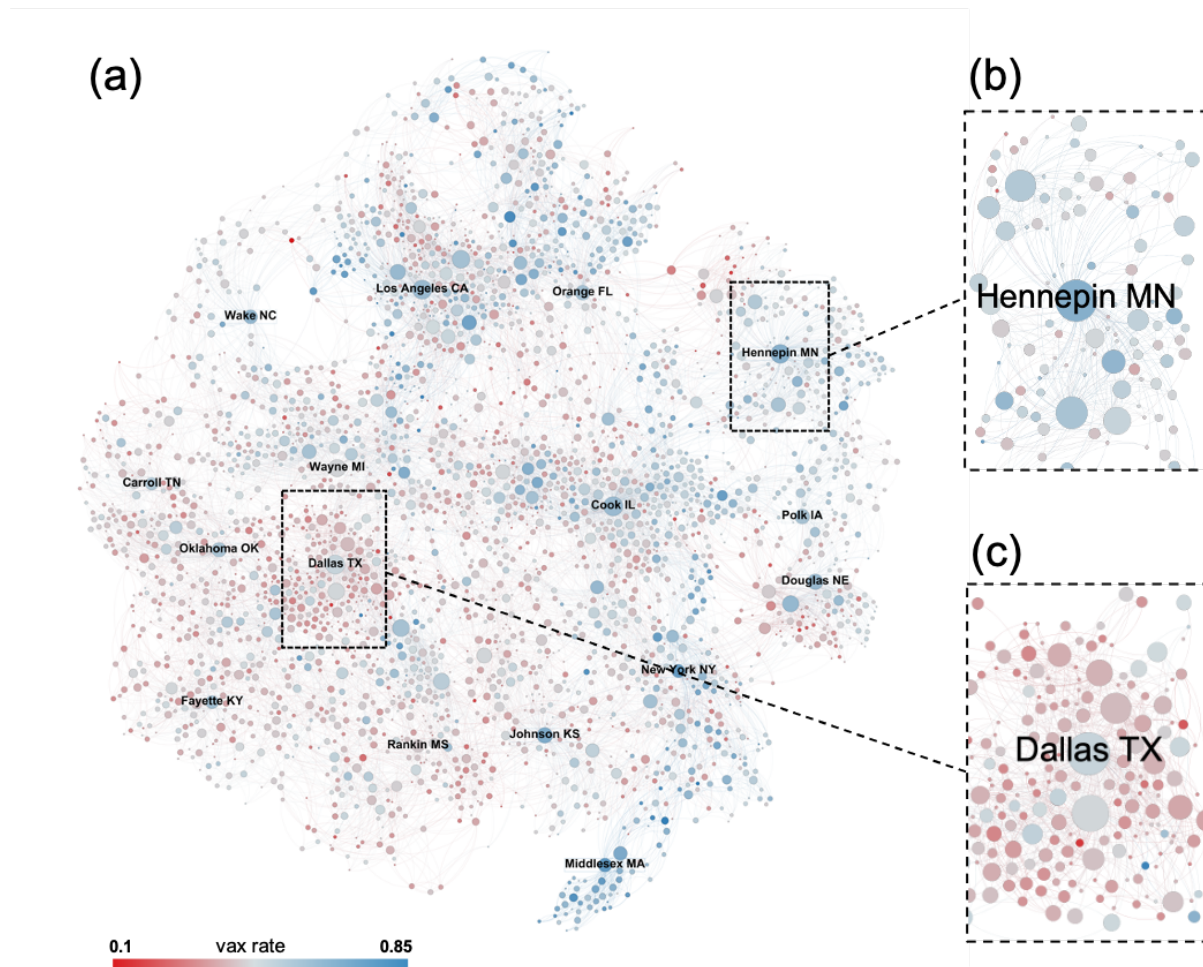 (a)
(b)
Los Angeles CA
Orange FL
Wake NC
Hennepin MN
Hennepin MN
Wayne MI
Carroll TN
Cook IL
Polk IA
Oklahoma OK
Dallas TX
(c)
Douglas NE
New York NY
Fayette KY
Rankin MS
Johnson KS
Dallas TX
Middlesex MA
0.1 vax rate 0.85